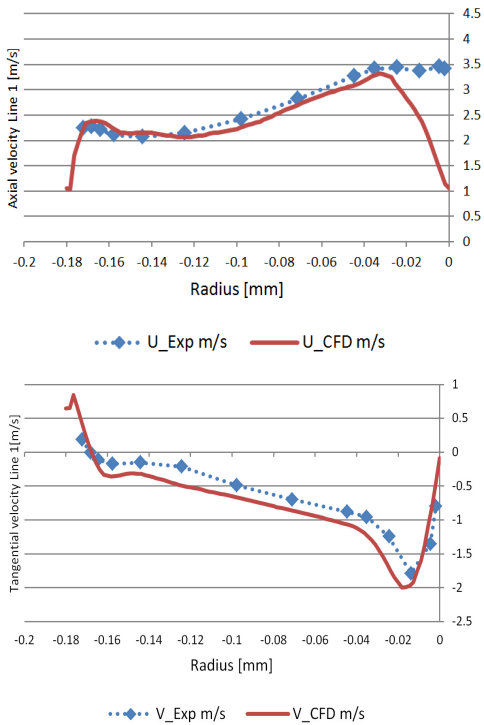 4.5
4
3.5
3
2.5
2
1.5
1
0.5
0
Axial velocity Line 1 [m/s]
-0.2 -0.18 -0.16 -0.14 -0.12 -0.1 -0.08 -0.06 -0.04 -0.02 0
Radius [mm]
U_Exp m/s U_CFD m/s
1
0.5
0
-0.5
-1
-1.5
-2
-2.5
Tangential velocity Line 1[m/s]
-0.2 -0.18 -0.16 -0.14 -0.12 -0.1 -0.08 -0.06 -0.04 -0.02 0
Radius [mm]
V_Exp m/s V_CFD m/s